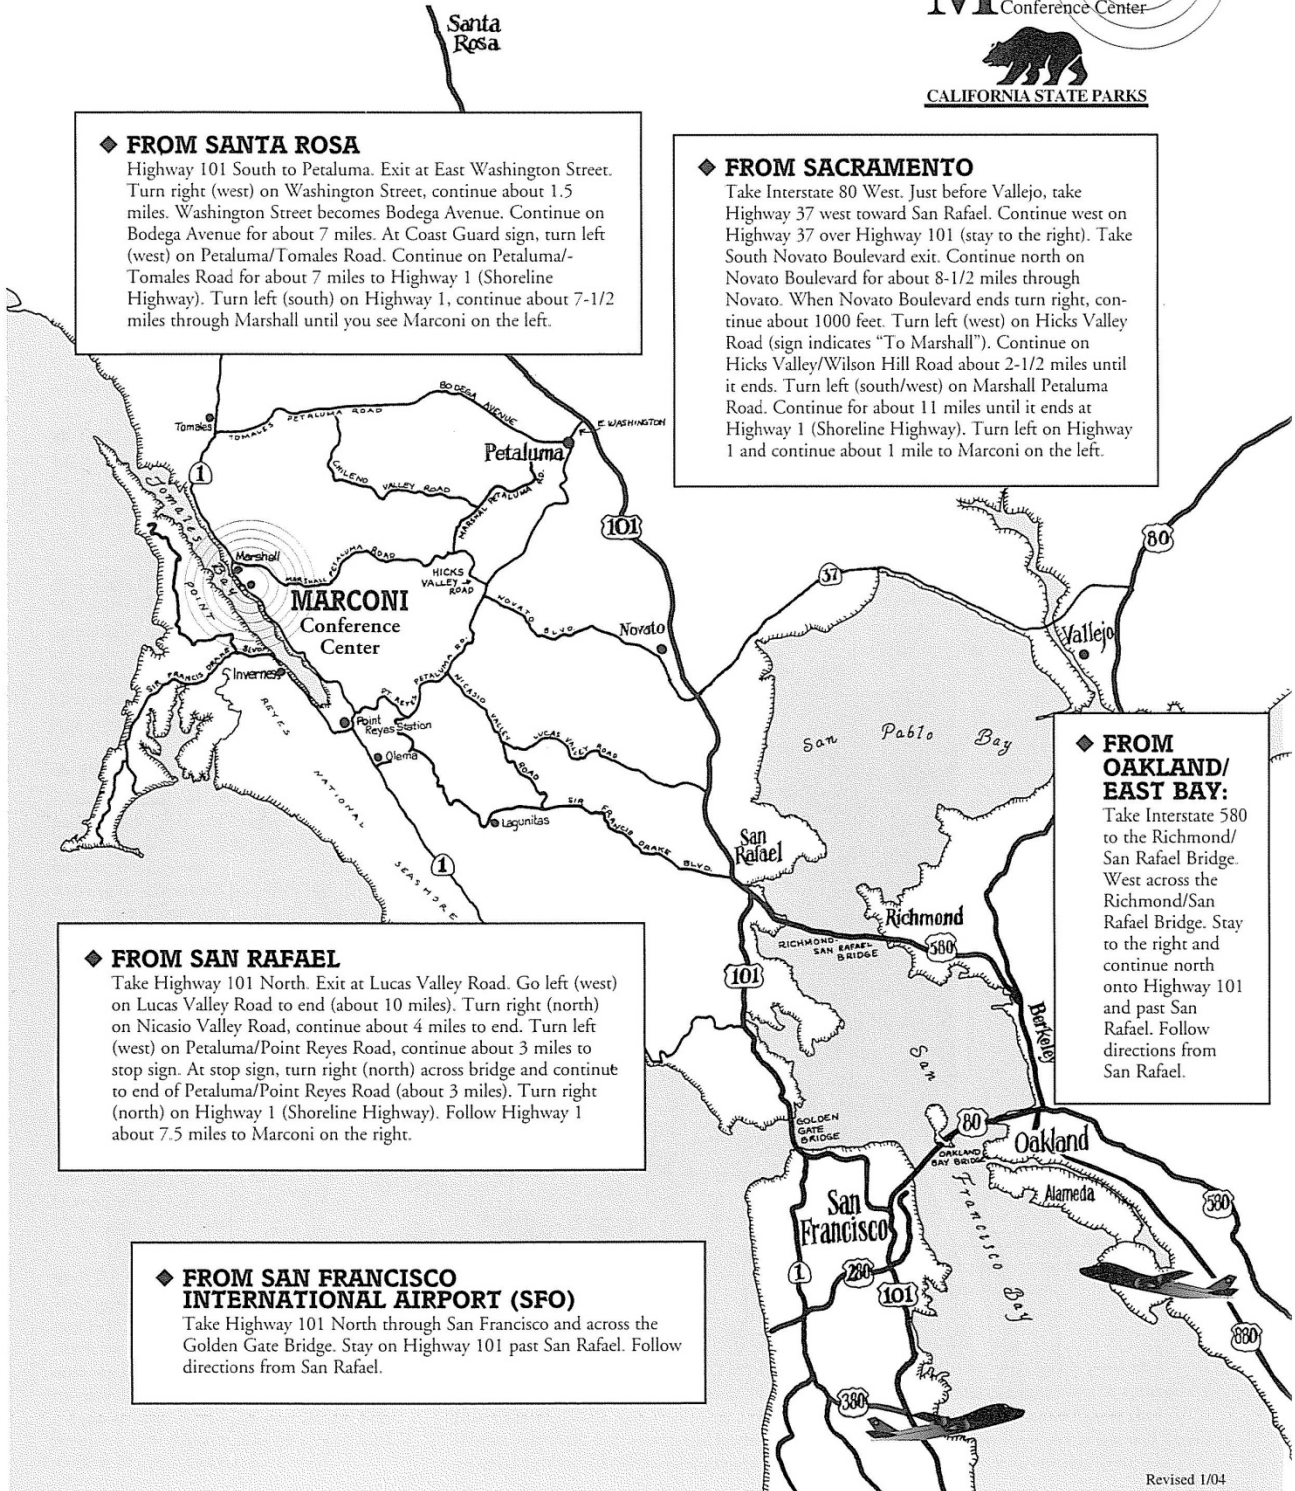 Santa
Rosa
M
Conference Center
CALIFORNIA STATE PARKS
FROM SANTA ROSA
Highway 101 South to Petaluma. Exit at East Washington Street.
Turn right (west) on Washington Street, continue about 1.5
miles. Washington Street becomes Bodega Avenue. Continue on
Bodega Avenue for about 7 miles. At Coast Guard sign, turn left
(west) on Petaluma/Tomales Road. Continue on Petaluma/-
Tomales Road for about 7 miles to Highway 1 (Shoreline
Highway). Turn left (south) on Highway 1, continue about 7-1/2
miles through Marshall until you see Marconi on the left.
FROM SACRAMENTO
Take Interstate 80 West. Just before Vallejo, take
Highway 37 west toward San Rafael. Continue west on
Highway 37 over Highway 101 (stay to the right). Take
South Novato Boulevard exit. Continue north on
Novato Boulevard for about 8-1/2 miles through
Novato. When Novato Boulevard ends turn right, con-
tinue about 1000 feet. Turn left (west) on Hicks Valley
Road (sign indicates “To Marshall”). Continue on
Hicks Valley/Wilson Hill Road about 2-1/2 miles until
it ends. Turn left (south/west) on Marshall Petaluma
Road. Continue for about 11 miles until it ends at
Highway 1 (Shoreline Highway). Turn left on Highway
1 and continue about 1 mile to Marconi on the left.
BODEGA AVENUE
TOMALES PETALUMA ROAD
Tomales
E. WASHINGTON
Petaluma
1
CHILENO VALLEY ROAD
MARSHAL PETALUMA RD.
Tomales Bay
101
80
Marshall
MARSHALL PETALUMA ROAD
HICKS
VALLEY
ROAD
37
POINT
MARCONI
Conference
Center
NOVATO BLVD
Novato
Vallejo
SIR FRANCIS DRAKE BLVD.
Inverness
PT REYES PETALUMA RD.
NICASIO VALLEY ROAD
REYES
Point
Reyes Station
LUCAS VALLEY ROAD
San Pablo Bay
Olema
NATIONAL
Lagunitas
SIR FRANCIS DRAKE BLVD.
San
Rafael
1
SEASHORE
FROM
OAKLAND/
EAST BAY:
Take Interstate 580
to the Richmond/
San Rafael Bridge.
West across the
Richmond/San
Rafael Bridge. Stay
to the right and
continue north
onto Highway 101
and past San
Rafael. Follow
directions from
San Rafael.
Richmond
RICHMOND-
SAN RAFAEL
BRIDGE
580
101
Berkeley
FROM SAN RAFAEL
Take Highway 101 North. Exit at Lucas Valley Road. Go left (west)
on Lucas Valley Road to end (about 10 miles). Turn right (north)
on Nicasio Valley Road, continue about 4 miles to end. Turn left
(west) on Petaluma/Point Reyes Road, continue about 3 miles to
stop sign. At stop sign, turn right (north) across bridge and continue
to end of Petaluma/Point Reyes Road (about 3 miles). Turn right
(north) on Highway 1 (Shoreline Highway). Follow Highway 1
about 7.5 miles to Marconi on the right.
San Francisco Bay
GOLDEN
GATE
BRIDGE
80
OAKLAND
BAY BRIDGE
Oakland
Alameda
580
San
Francisco
1
280
101
880
380
FROM SAN FRANCISCO
INTERNATIONAL AIRPORT (SFO)
Take Highway 101 North through San Francisco and across the
Golden Gate Bridge. Stay on Highway 101 past San Rafael. Follow
directions from San Rafael.
Revised 1/04